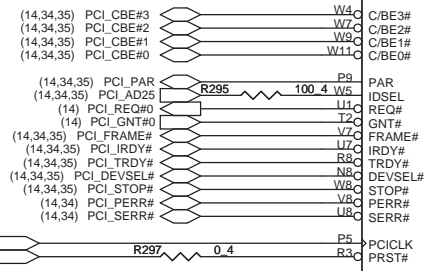 (14,34,35) PCI_CBE#3 W4 C/BE3#
(14,34,35) PCI_CBE#2 W7 C/BE2#
(14,34,35) PCI_CBE#1 W9 C/BE1#
(14,34,35) PCI_CBE#0 W11 C/BE0#
(14,34,35) PCI_PAR P9 PAR
(14,34,35) PCI_AD25 R295 100_4 W5 IDSEL
(14) PCI_REQ#0 U1 REQ#
(14) PCI_GNT#0 T2 GNT#
(14,34,35) PCI_FRAME# V7 FRAME#
(14,34,35) PCI_IRDY# U7 IRDY#
(14,34,35) PCI_TRDY# R8 TRDY#
(14,34,35) PCI_DEVSEL# N8 DEVSEL#
(14,34,35) PCI_STOP# W8 STOP#
(14,34) PCI_PERR# V8 PERR#
(14,34) PCI_SERR# U8 SERR#
P5 PCICLK
R297 0_4 R3 PRST#